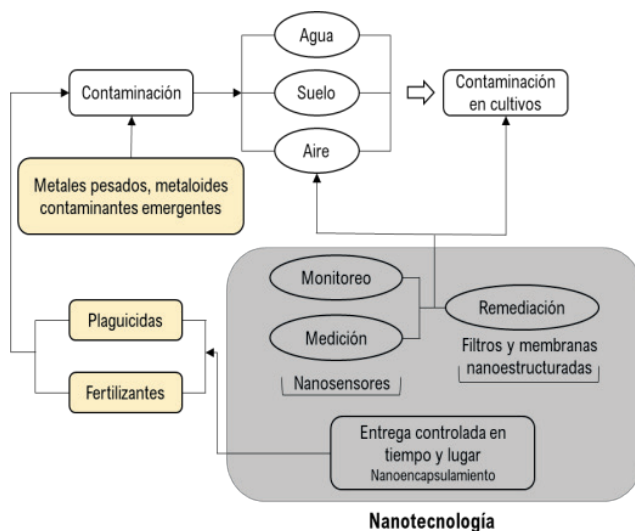 Agua
Contaminación
Suelo
Contaminación
en cultivos
Aire
Metales pesados, metaloides
contaminantes emergentes
Monitoreo
Remediación
Plaguicidas
Medición
Filtros y membranas
nanoestructuradas
Nanosensores
Fertilizantes
Entrega controlada en
tiempo y lugar
Nanoencapsulamiento
Nanotecnología